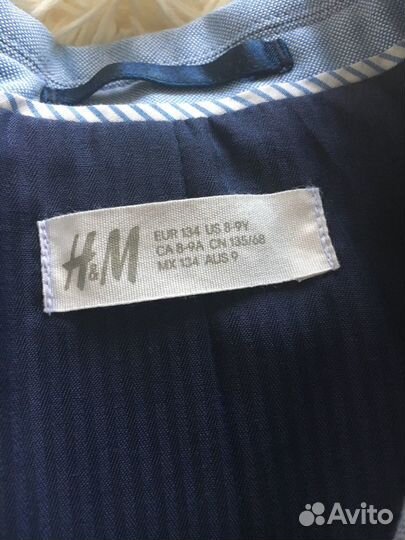 H&M
EUR 134 US 8-9Y
CA 8-9A CN 135/68
MX 134 AUS 9
Avito